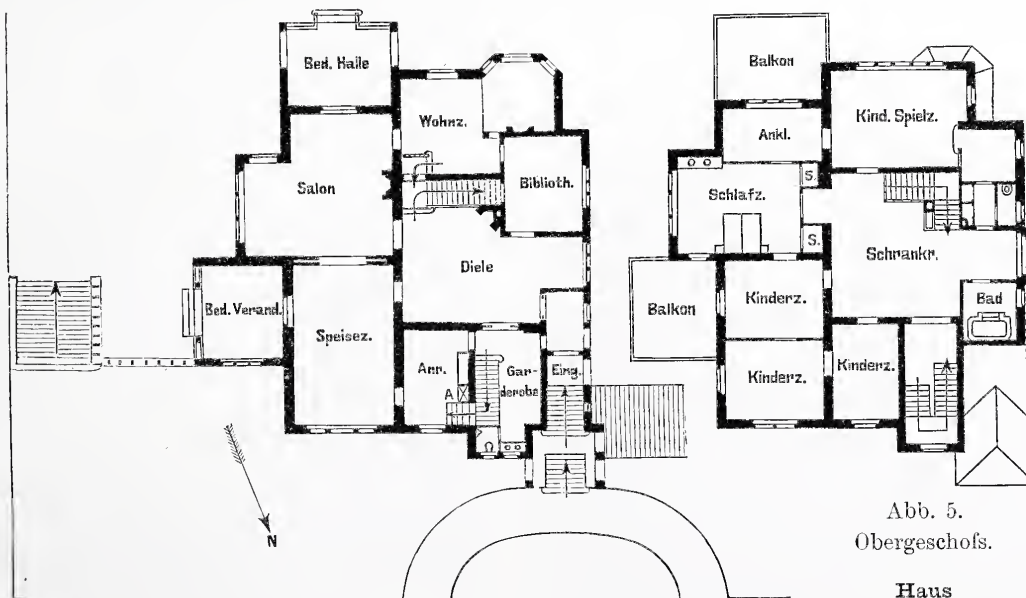 Bed. Halle
Wohnz.
Salon
Biblioth.
Diele
Bed. Verand.
Speisez.
Anr.
A
Gar-
derobe
Eing.
N
Balkon
Kind. Spielz.
Ankl.
S.
Schlafz.
S.
Schrankr.
Balkon
Kinderz.
Bad
Kinderz.
Kinderz.
Abb. 5.
Obergeschoſs.
Haus